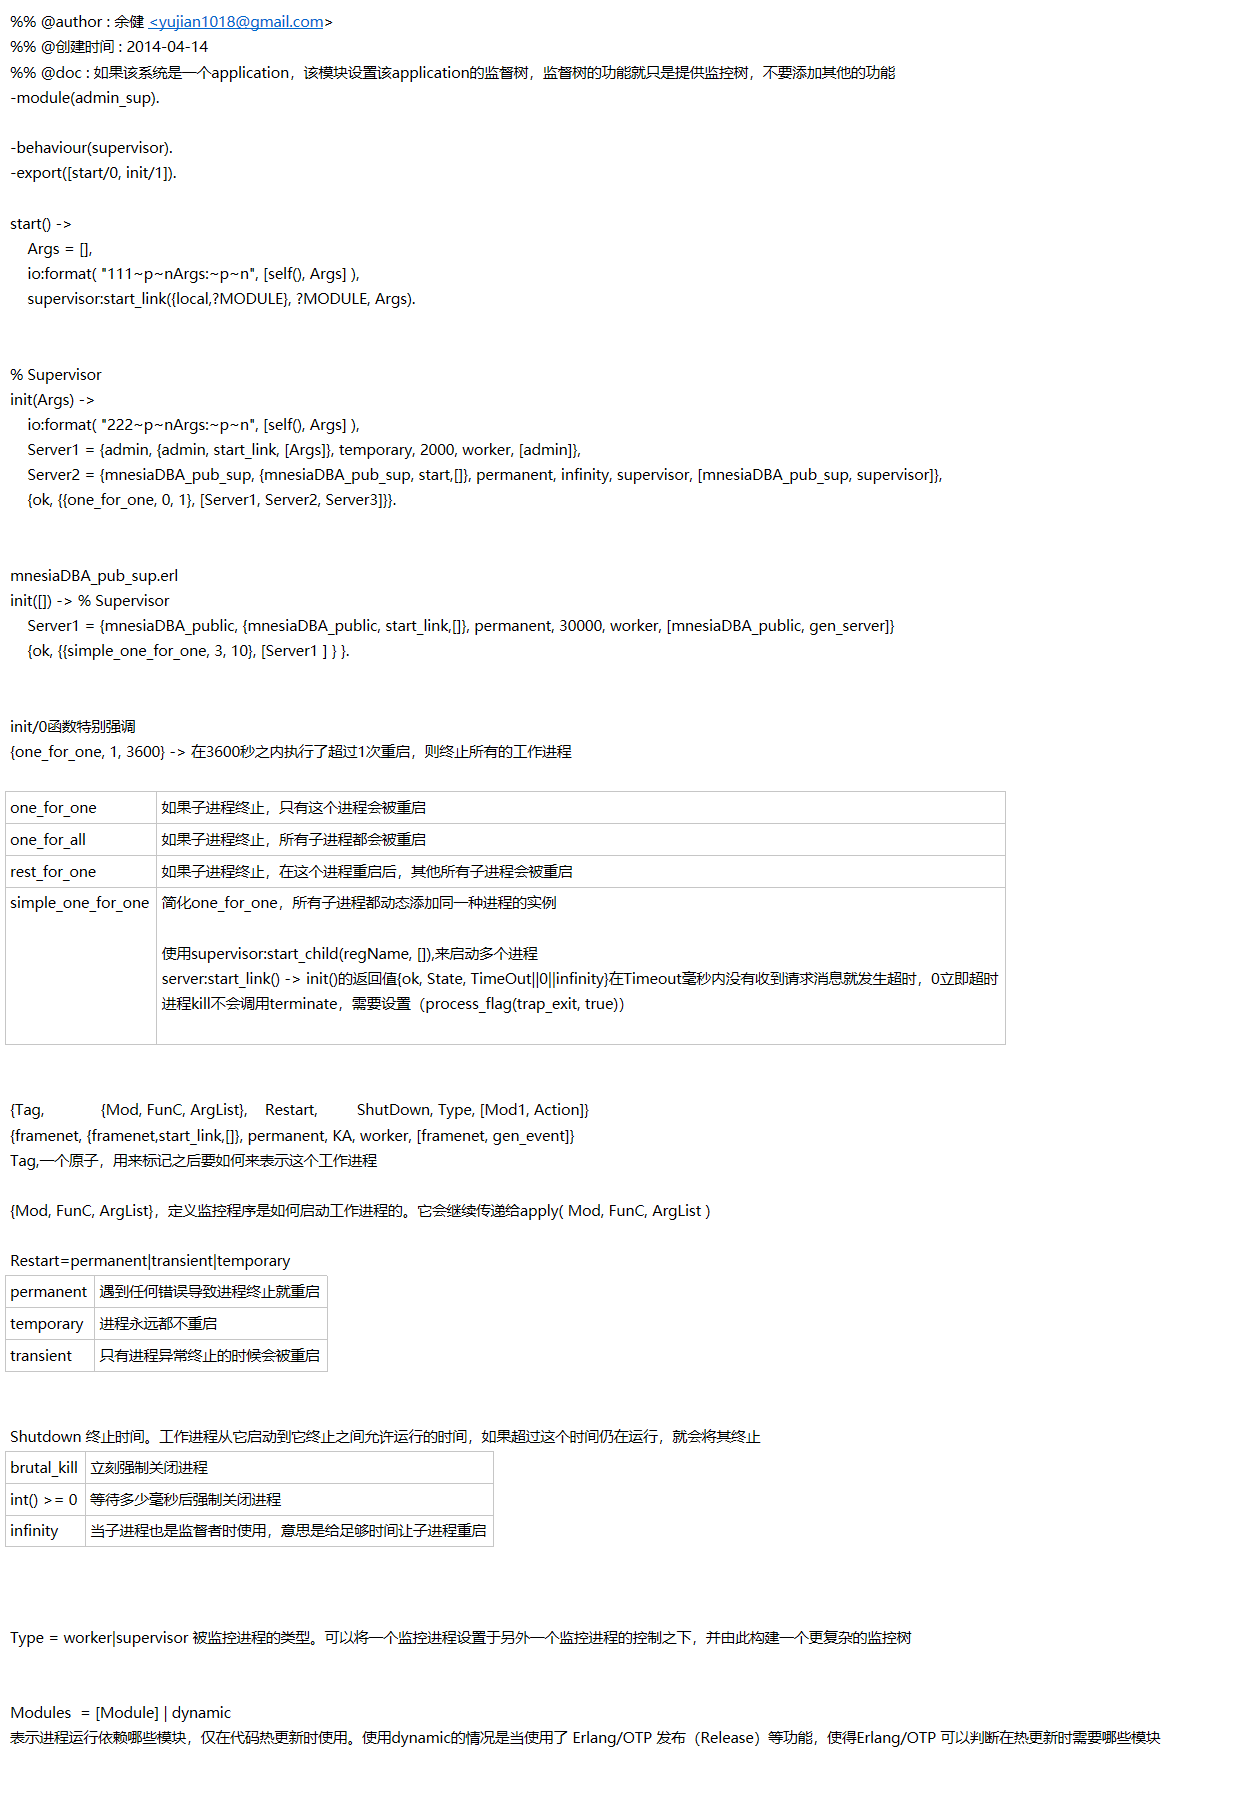 %% @author : 余健 <yujian1018@gmail.com>
%% @创建时间 : 2014-04-14
%% @doc : 如果该系统是一个application，该模块设置该application的监督树，监督树的功能就只是提供监控树，不要添加其他的功能
-module(admin_sup).
-behaviour(supervisor).
-export([start/0, init/1]).
start() ->
Args = [],
io:format( "111~p~nArgs:~p~n", [self(), Args] ),
supervisor:start_link({local,?MODULE}, ?MODULE, Args).
% Supervisor
init(Args) ->
io:format( "222~p~nArgs:~p~n", [self(), Args] ),
Server1 = {admin, {admin, start_link, [Args]}, temporary, 2000, worker, [admin]},
Server2 = {mnesiaDBA_pub_sup, {mnesiaDBA_pub_sup, start,[]}, permanent, infinity, supervisor, [mnesiaDBA_pub_sup, supervisor]},
{ok, {{one_for_one, 0, 1}, [Server1, Server2, Server3]}}.
mnesiaDBA_pub_sup.erl
init([]) -> % Supervisor
Server1 = {mnesiaDBA_public, {mnesiaDBA_public, start_link,[]}, permanent, 30000, worker, [mnesiaDBA_public, gen_server]}
{ok, {{simple_one_for_one, 3, 10}, [Server1 ] } }.
init/0函数特别强调
{one_for_one, 1, 3600} -> 在3600秒之内执行了超过1次重启，则终止所有的工作进程
one_for_one 如果子进程终止，只有这个进程会被重启
one_for_all 如果子进程终止，所有子进程都会被重启
rest_for_one 如果子进程终止，在这个进程重启后，其他所有子进程会被重启
simple_one_for_one 简化one_for_one，所有子进程都动态添加同一种进程的实例
使用supervisor:start_child(regName, []),来启动多个进程
server:start_link() -> init()的返回值{ok, State, TimeOut||0||infinity}在Timeout毫秒内没有收到请求消息就发生超时，0立即超时
进程kill不会调用terminate，需要设置（process_flag(trap_exit, true)）
{Tag, {Mod, FunC, ArgList}, Restart, ShutDown, Type, [Mod1, Action]}
{framenet, {framenet,start_link,[]}, permanent, KA, worker, [framenet, gen_event]}
Tag,一个原子，用来标记之后要如何来表示这个工作进程
{Mod, FunC, ArgList}，定义监控程序是如何启动工作进程的。它会继续传递给apply( Mod, FunC, ArgList )
Restart=permanent|transient|temporary
permanent 遇到任何错误导致进程终止就重启
temporary 进程永远都不重启
transient 只有进程异常终止的时候会被重启
Shutdown 终止时间。工作进程从它启动到它终止之间允许运行的时间，如果超过这个时间仍在运行，就会将其终止
brutal_kill 立刻强制关闭进程
int() >= 0 等待多少毫秒后强制关闭进程
infinity 当子进程也是监督者时使用，意思是给足够时间让子进程重启
Type = worker|supervisor 被监控进程的类型。可以将一个监控进程设置于另外一个监控进程的控制之下，并由此构建一个更复杂的监控树
Modules  = [Module] | dynamic
表示进程运行依赖哪些模块，仅在代码热更新时使用。使用dynamic的情况是当使用了 Erlang/OTP 发布（Release）等功能，使得Erlang/OTP 可以判断在热更新时需要哪些模块